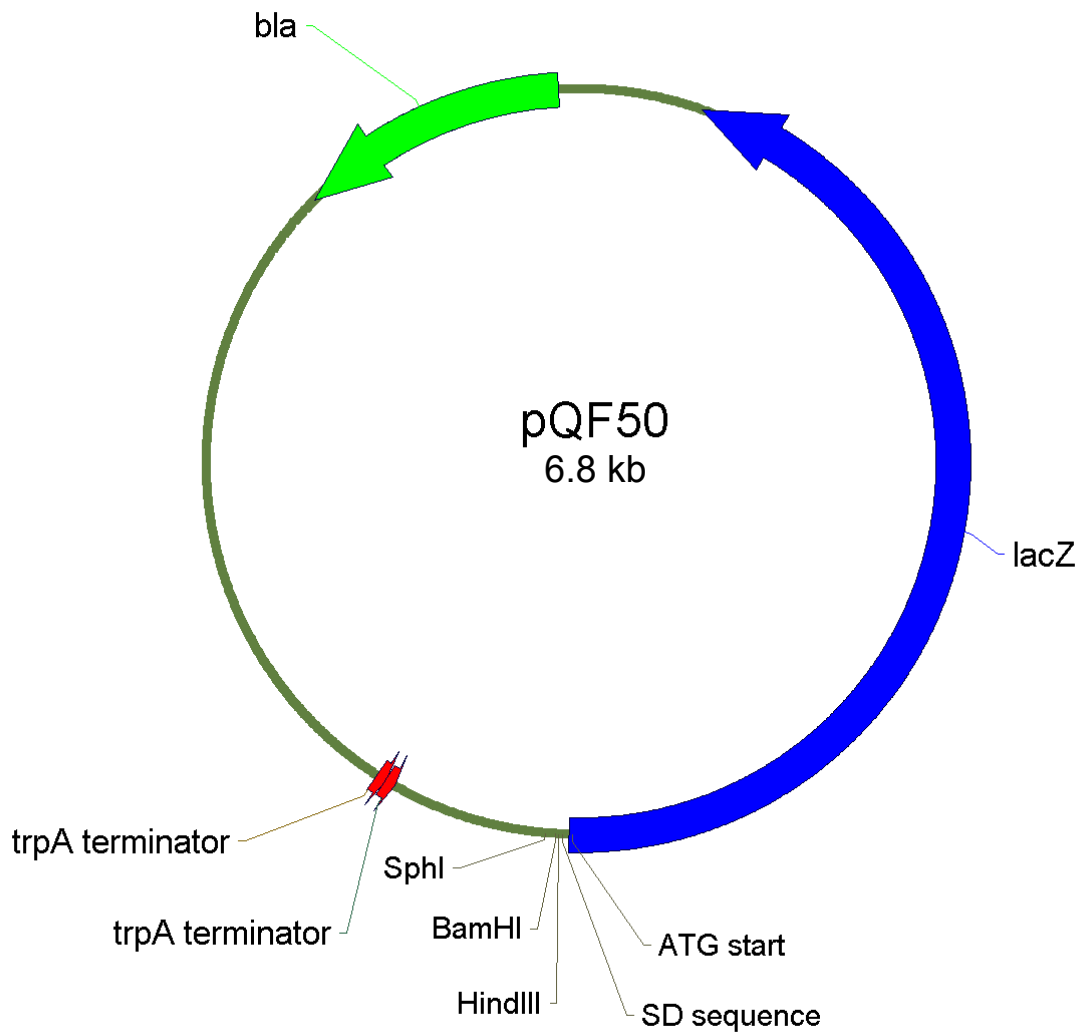 bla
pQF50
6.8 kb
lacZ
trpA terminator
SphI
trpA terminator
BamHI
ATG start
HindIII
SD sequence